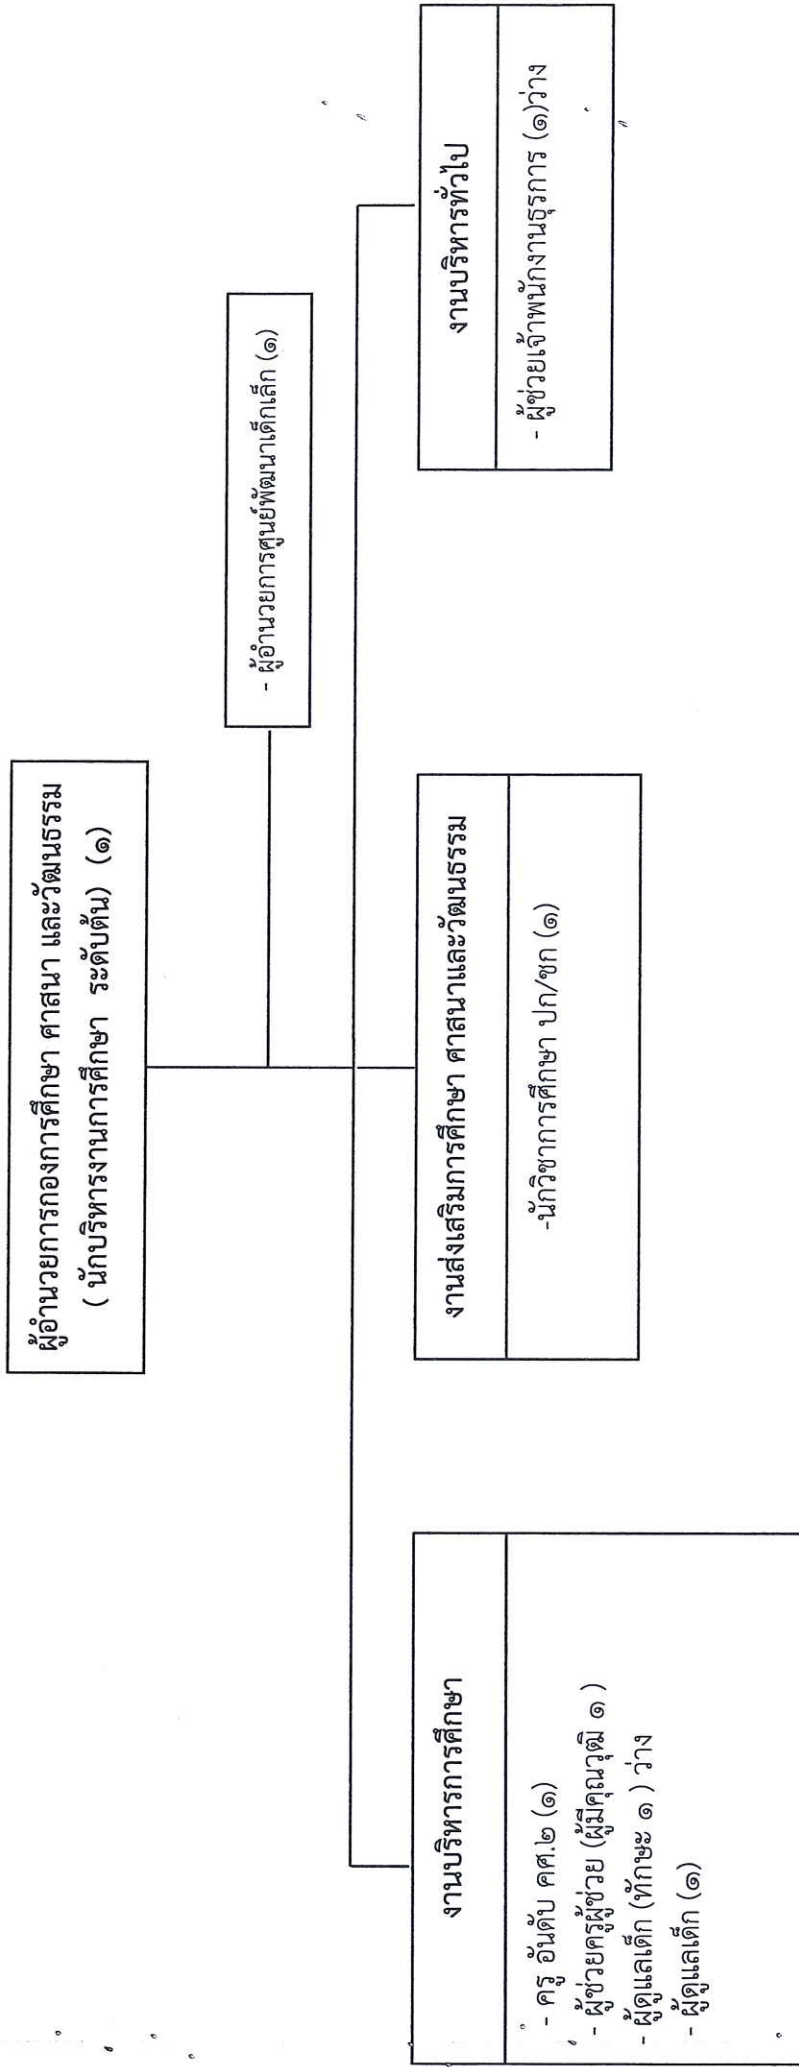 ผู้อำนวยการกองการศึกษา ศาสนา และวัฒนธรรม
( นักบริหารงานการศึกษา ระดับต้น) (๑)
- ผู้อำนวยการศูนย์พัฒนาเด็กเล็ก (๑)
งานบริหารการศึกษา
- ครู อันดับ คศ.๒ (๑)
- ผู้ช่วยครูผู้ช่วย (ผู้มีคุณวุฒิ ๑ )
- ผู้ดูแลเด็ก (ทักษะ ๑ ) ว่าง
- ผู้ดูแลเด็ก (๑)
งานส่งเสริมการศึกษา ศาสนาและวัฒนธรรม
-นักวิชาการศึกษา ปก/ชก (๑)
งานบริหารทั่วไป
- ผู้ช่วยเจ้าพนักงานธุรการ (๑)ว่าง